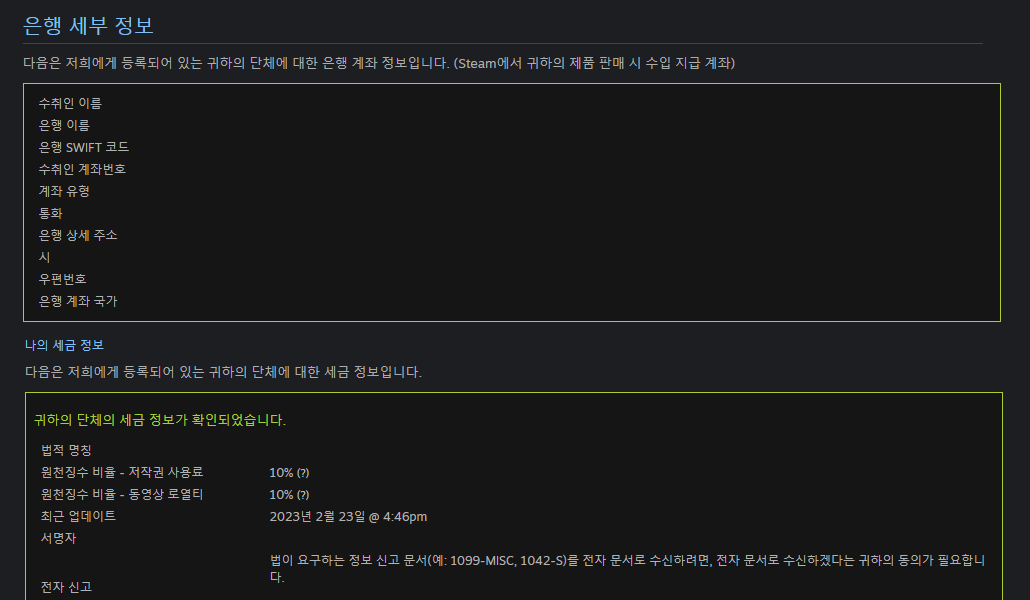 은행 세부 정보
다음은 저희에게 등록되어 있는 귀하의 단체에 대한 은행 계좌 정보입니다. (Steam에서 귀하의 제품 판매 시 수입 지급 계좌)
수취인 이름
은행 이름
은행 SWIFT 코드
수취인 계좌번호
계좌 유형
통화
은행 상세 주소
시
우편번호
은행 계좌 국가
나의 세금 정보
다음은 저희에게 등록되어 있는 귀하의 단체에 대한 세금 정보입니다.
귀하의 단체의 세금 정보가 확인되었습니다.
법적 명칭
원천징수 비율 - 저작권 사용료 10% (?)
원천징수 비율 - 동영상 로열티 10% (?)
최근 업데이트 2023년 2월 23일 @ 4:46pm
서명자
법이 요구하는 정보 신고 문서(예: 1099-MISC, 1042-S)를 전자 문서로 수신하려면, 전자 문서로 수신하겠다는 귀하의 동의가 필요합니
다.
전자 신고